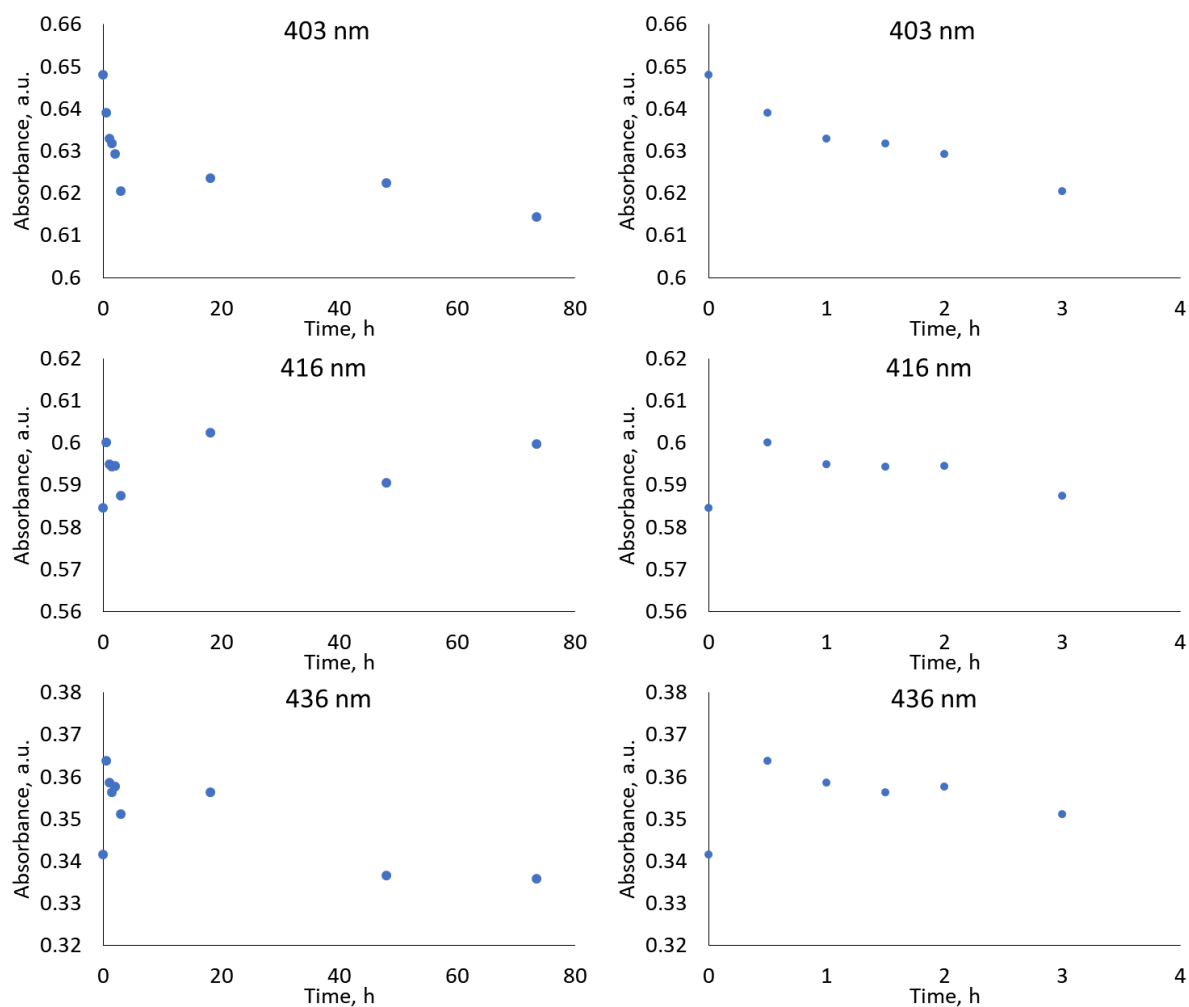 403 nm
Absorbance, a.u.
0.66
0.65
0.64
0.63
0.62
0.61
0.6
0 20 40 60 80
Time, h
403 nm
Absorbance, a.u.
0.66
0.65
0.64
0.63
0.62
0.61
0.6
0 1 2 3 4
Time, h
416 nm
Absorbance, a.u.
0.62
0.61
0.6
0.59
0.58
0.57
0.56
0 20 40 60 80
Time, h
416 nm
Absorbance, a.u.
0.62
0.61
0.6
0.59
0.58
0.57
0.56
0 1 2 3 4
Time, h
436 nm
Absorbance, a.u.
0.38
0.37
0.36
0.35
0.34
0.33
0.32
0 20 40 60 80
Time, h
436 nm
Absorbance, a.u.
0.38
0.37
0.36
0.35
0.34
0.33
0.32
0 1 2 3 4
Time, h